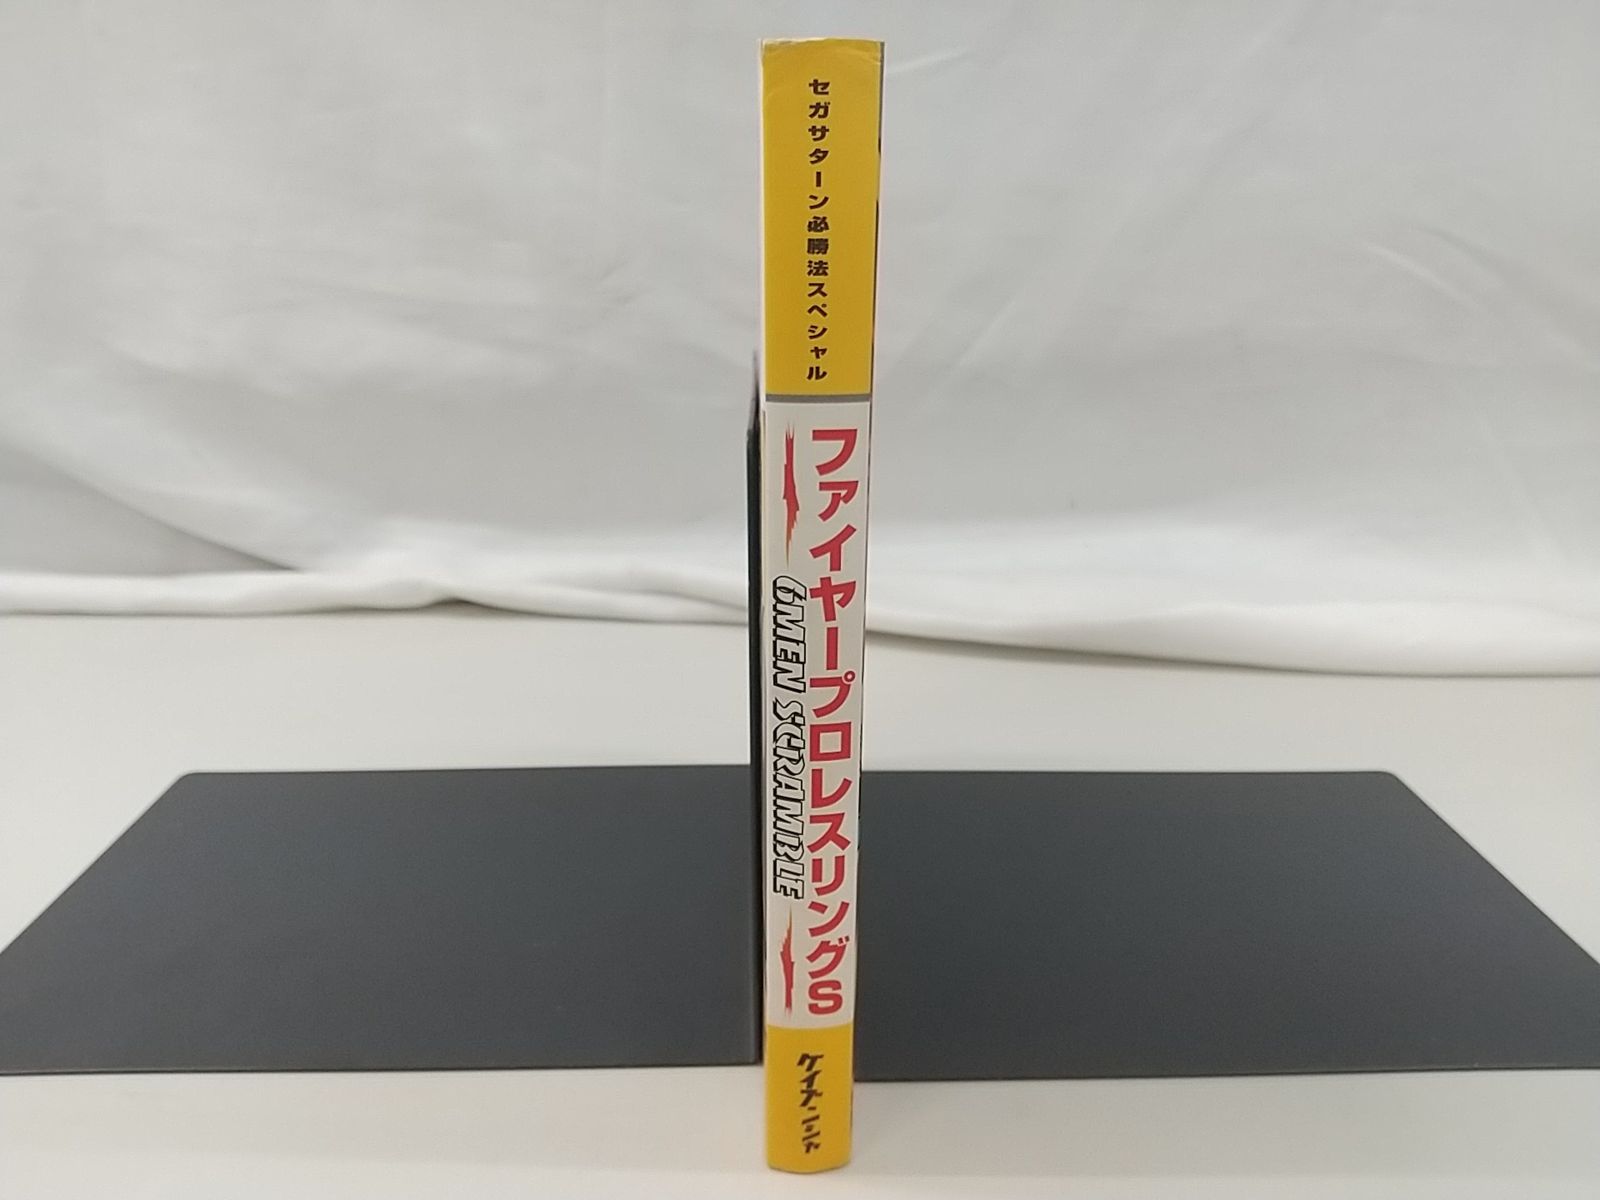 セガサターン必勝法スペシャル
ファイヤープロレスリングS
6MEN SCRAMBLE
ケイブンシャ